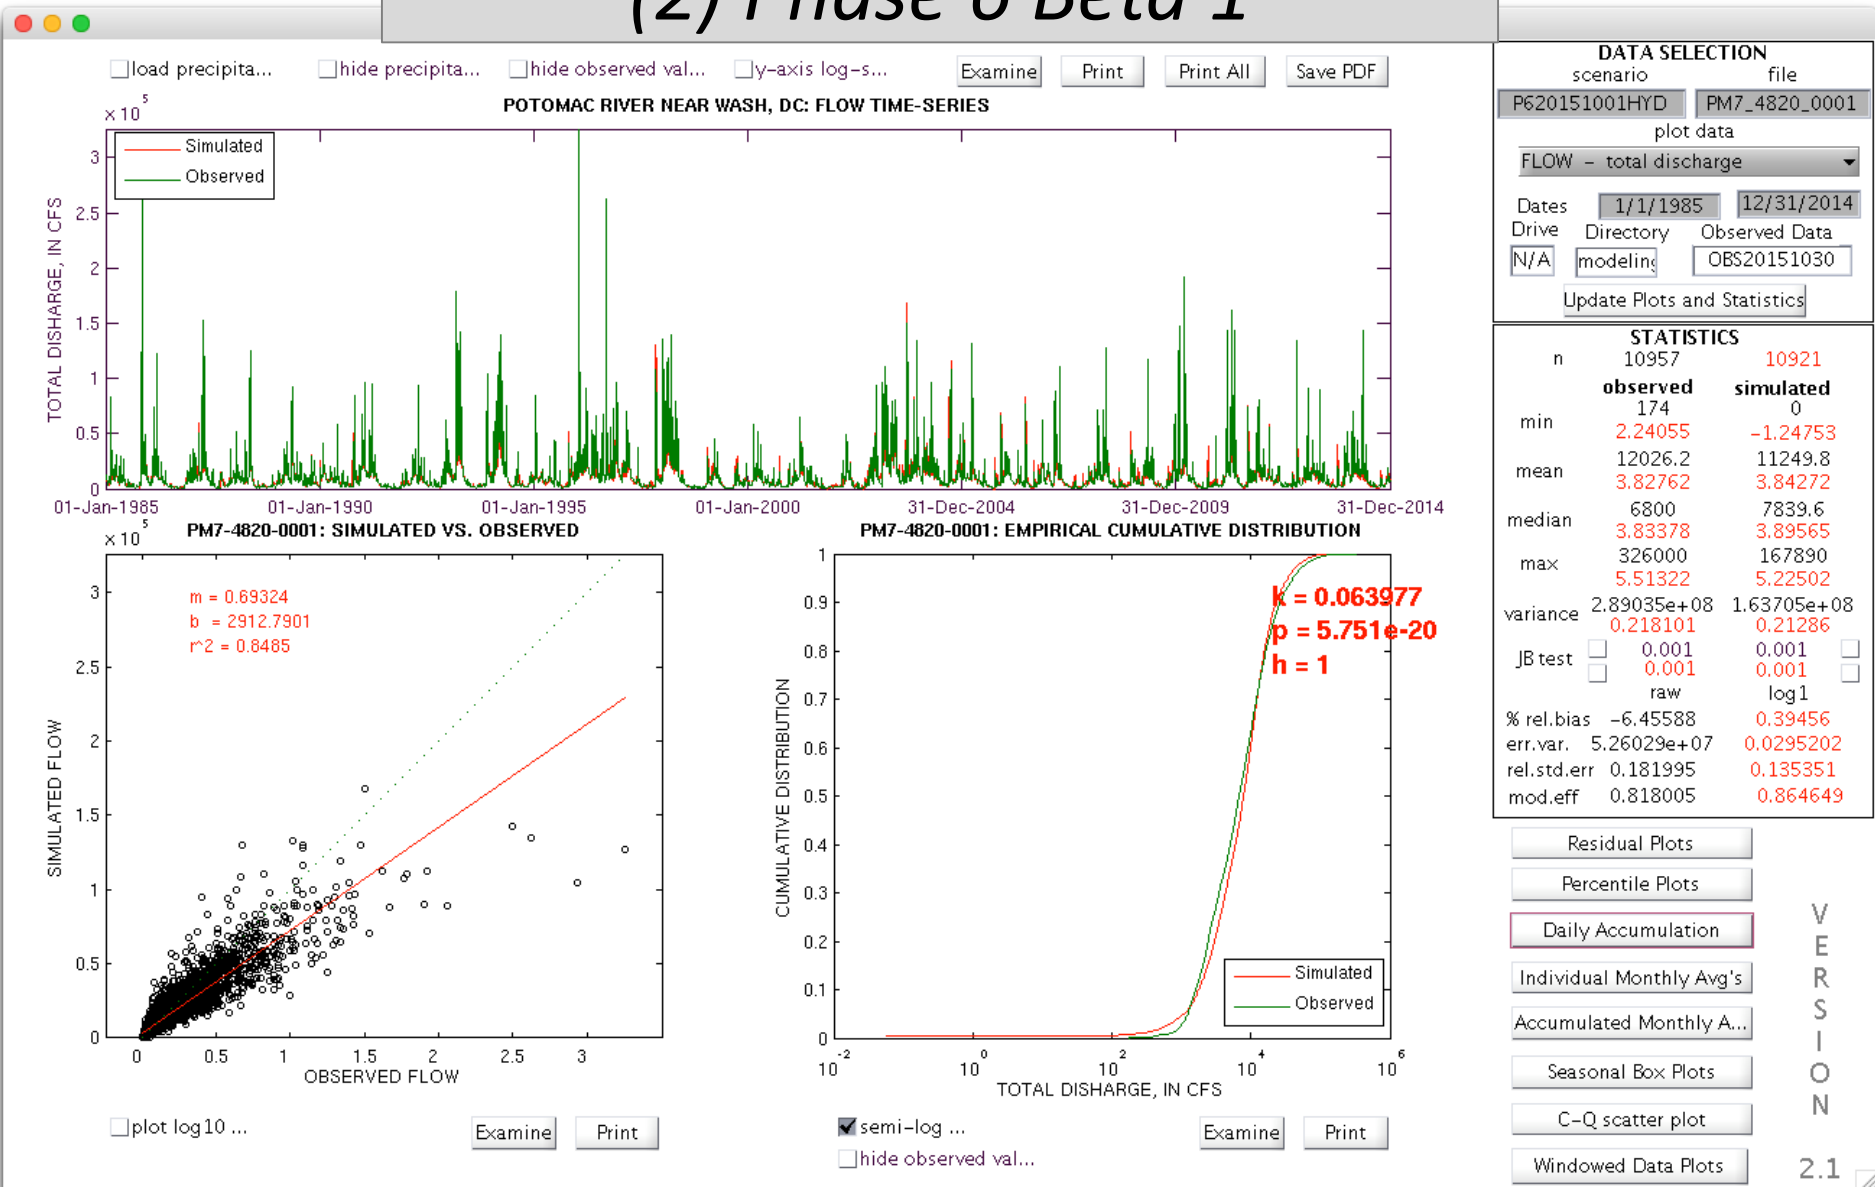 (2) Phase 6 Beta 1
load precipita...
hide precipita...
hide observed val...
y-axis log-s...
Examine
Print
Print All
Save PDF
POTOMAC RIVER NEAR WASH, DC: FLOW TIME-SERIES
x 10^5
Simulated
Observed
TOTAL DISHARGE, IN CFS
3
2.5
2
1.5
1
0.5
0
01-Jan-1985
01-Jan-1990
01-Jan-1995
01-Jan-2000
31-Dec-2004
31-Dec-2009
31-Dec-2014
PM7-4820-0001: SIMULATED VS. OBSERVED
x 10^5
m = 0.69324
b = 2912.7901
r^2 = 0.8485
SIMULATED FLOW
3
2.5
2
1.5
1
0.5
0
0 0.5 1 1.5 2 2.5 3
OBSERVED FLOW
plot log10 ...
Examine
Print
PM7-4820-0001: EMPIRICAL CUMULATIVE DISTRIBUTION
k = 0.063977
p = 5.751e-20
h = 1
CUMULATIVE DISTRIBUTION
1
0.9
0.8
0.7
0.6
0.5
0.4
0.3
0.2
0.1
0
Simulated
Observed
10^-2 10^0 10^2 10^4 10^6
TOTAL DISHARGE, IN CFS
semi-log ...
hide observed val...
Examine
Print
DATA SELECTION
scenario file
P620151001HYD PM7_4820_0001
plot data
FLOW - total discharge
Dates 1/1/1985 12/31/2014
Drive Directory Observed Data
N/A modeling OBS20151030
Update Plots and Statistics
STATISTICS
n 10957 10921
observed simulated
min 174 0
2.24055 -1.24753
mean 12026.2 11249.8
3.82762 3.84272
median 6800 7839.6
3.83378 3.89565
max 326000 167890
5.51322 5.22502
variance 2.89035e+08 1.63705e+08
0.218101 0.21286
JB test 0.001 0.001
0.001 0.001
raw log1
% rel.bias -6.45588 0.39456
err.var. 5.26029e+07 0.0295202
rel.std.err 0.181995 0.135351
mod.eff 0.818005 0.864649
Residual Plots
Percentile Plots
Daily Accumulation
Individual Monthly Avg's
Accumulated Monthly A...
Seasonal Box Plots
C-Q scatter plot
Windowed Data Plots
VERSION
2.1